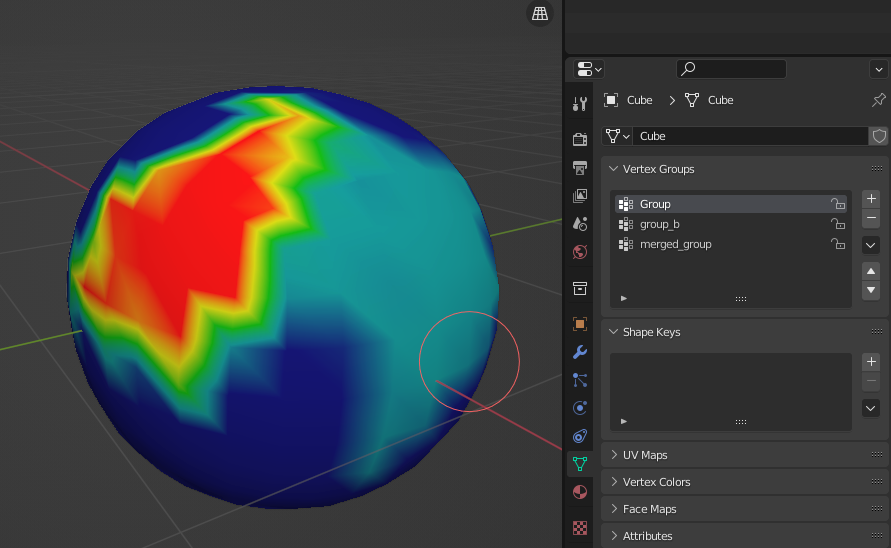 Cube Cube
Cube
Vertex Groups
Group
group_b
merged_group
Shape Keys
UV Maps
Vertex Colors
Face Maps
Attributes